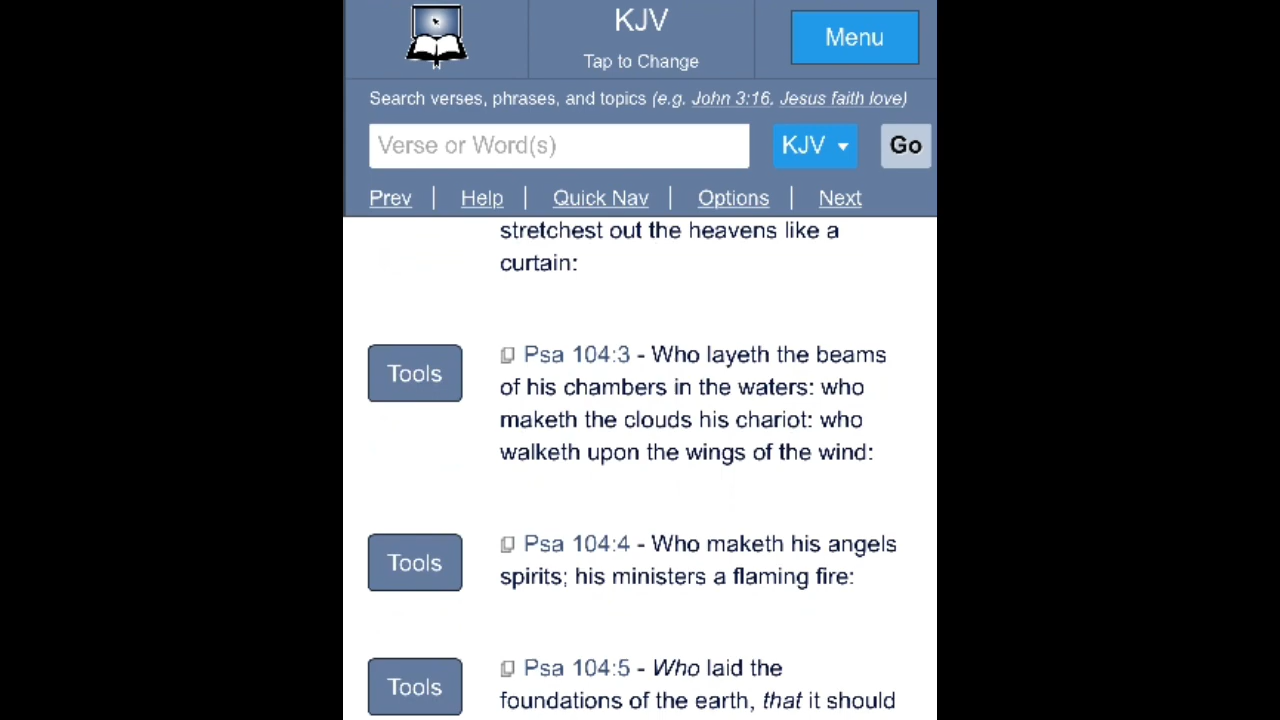 KJV
Menu
Tap to Change
Search verses, phrases, and topics (e.g. John 3:16, Jesus faith love)
Verse or Word(s)
KJV
Go
Prev | Help | Quick Nav | Options | Next
stretchest out the heavens like a
curtain:
Tools
Psa 104:3 - Who layeth the beams
of his chambers in the waters: who
maketh the clouds his chariot: who
walketh upon the wings of the wind:
Tools
Psa 104:4 - Who maketh his angels
spirits; his ministers a flaming fire:
Tools
Psa 104:5 - Who laid the
foundations of the earth, that it should